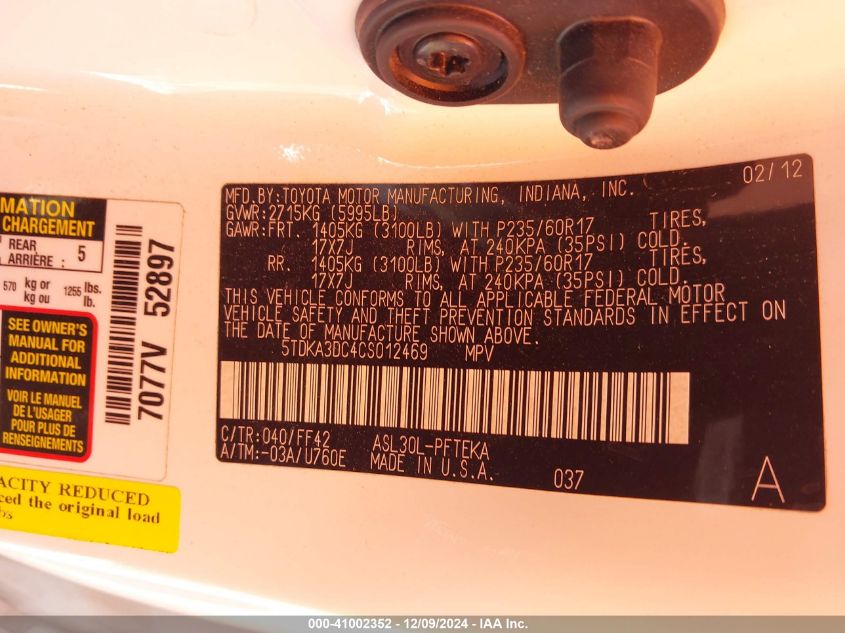 MATION
CHARGEMENT
REAR
ARRIÈRE : 5
570 kg or
kg ou 1255 lbs.
lb.
SEE OWNER'S
MANUAL FOR
ADDITIONAL
INFORMATION
VOIR LE MANUEL
DE L'USAGER
POUR PLUS DE
RENSEIGNEMENTS
7077V 52897
ACITY REDUCED
ced the original load
02/12
MFD.BY:TOYOTA MOTOR MANUFACTURING, INDIANA, INC.
GVWR:2715KG (5995LB)
GAWR:FRT. 1405KG (3100LB) WITH P235/60R17 TIRES,
17X7J RIMS, AT 240KPA (35PSI) COLD.
RR. 1405KG (3100LB) WITH P235/60R17 TIRES,
17X7J RIMS, AT 240KPA (35PSI) COLD.
THIS VEHICLE CONFORMS TO ALL APPLICABLE FEDERAL MOTOR
VEHICLE SAFETY AND THEFT PREVENTION STANDARDS IN EFFECT ON
THE DATE OF MANUFACTURE SHOWN ABOVE.
5TDKA3DC4CS012469 MPV
C/TR:040/FF42 ASL30L-PFTEKA
A/TM:-03A/U760E MADE IN U.S.A. 037
A
000-41002352 - 12/09/2024 - IAA Inc.